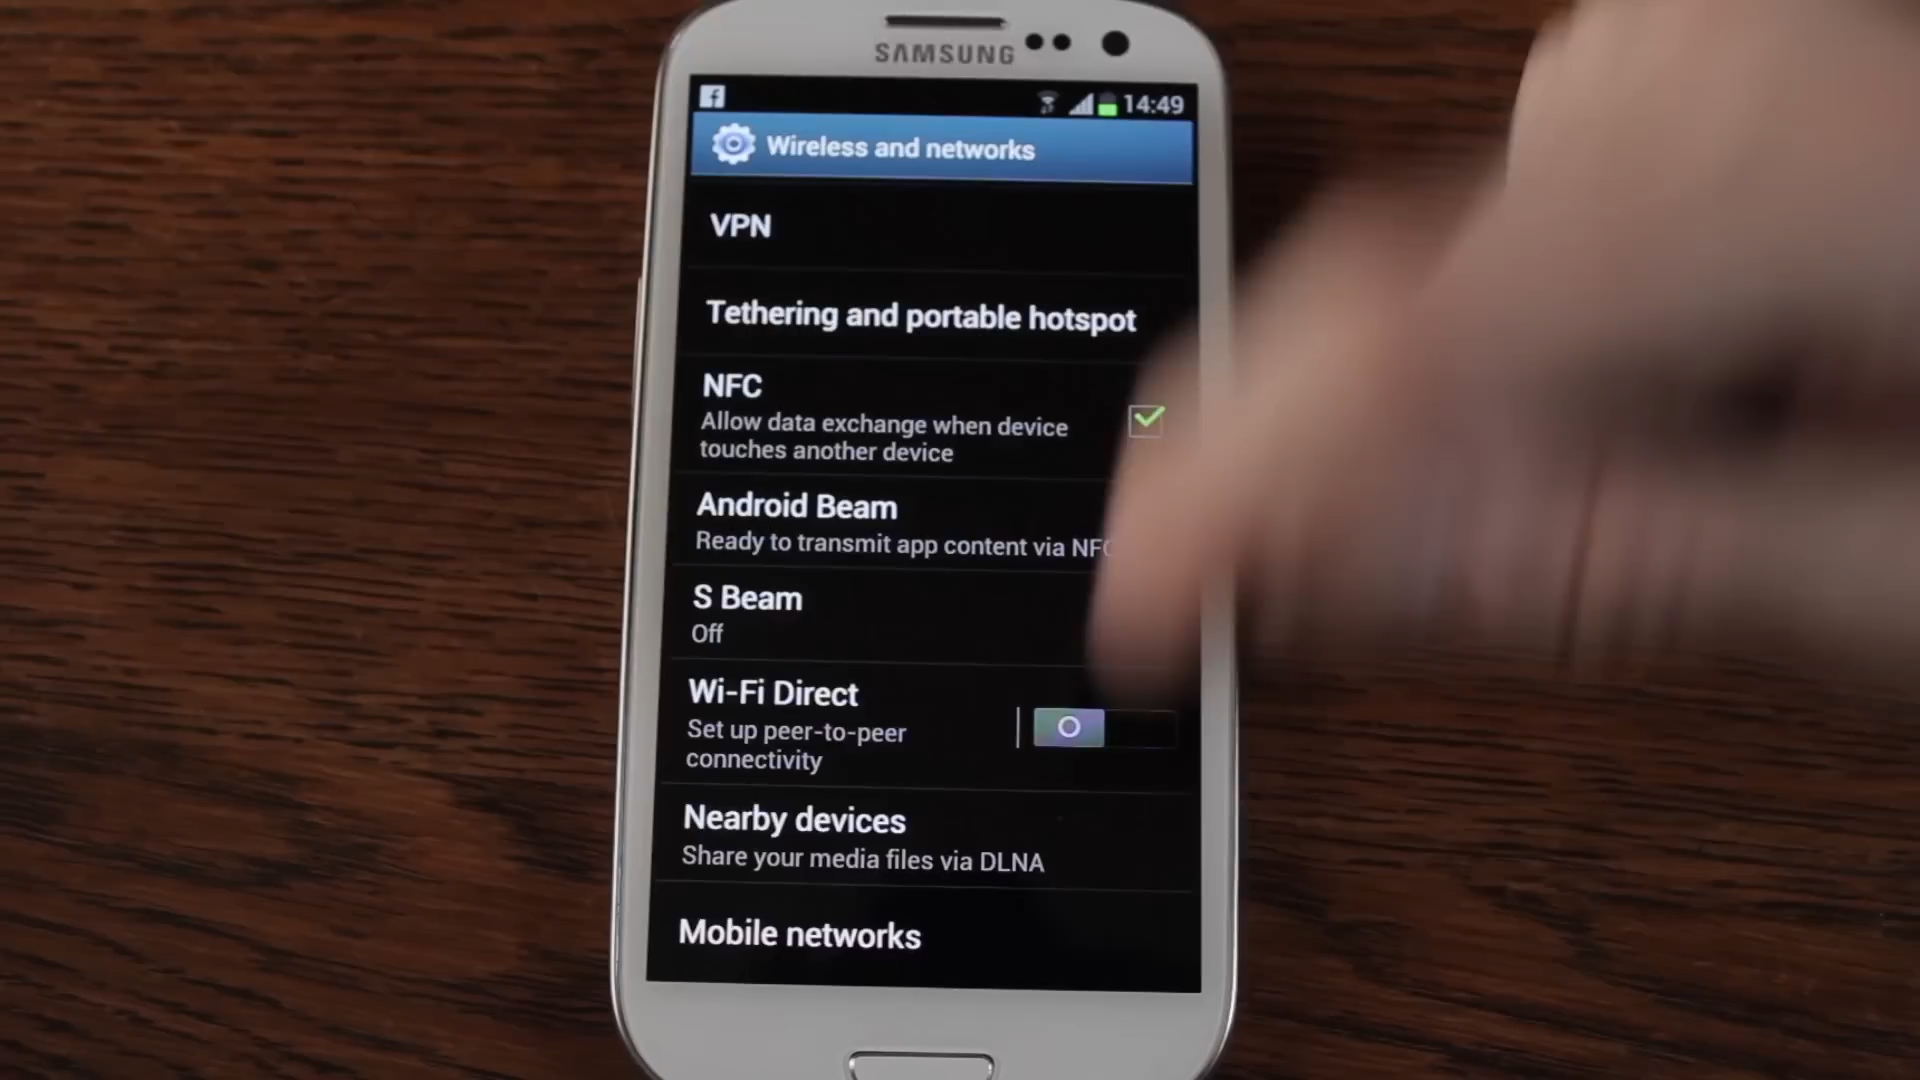 SAMSUNG
14:49
Wireless and networks
VPN
Tethering and portable hotspot
NFC
Allow data exchange when device
touches another device
Android Beam
Ready to transmit app content via NFC
S Beam
Off
Wi-Fi Direct
Set up peer-to-peer
connectivity
Nearby devices
Share your media files via DLNA
Mobile networks